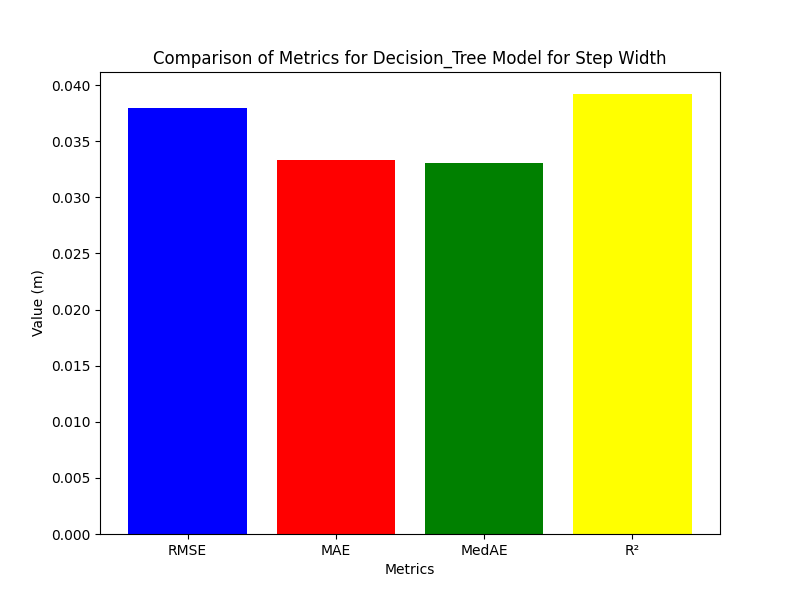 Comparison of Metrics for Decision_Tree Model for Step Width
0.040
0.035
0.030
0.025
0.020
0.015
0.010
0.005
0.000
Value (m)
RMSE MAE MedAE R²
Metrics